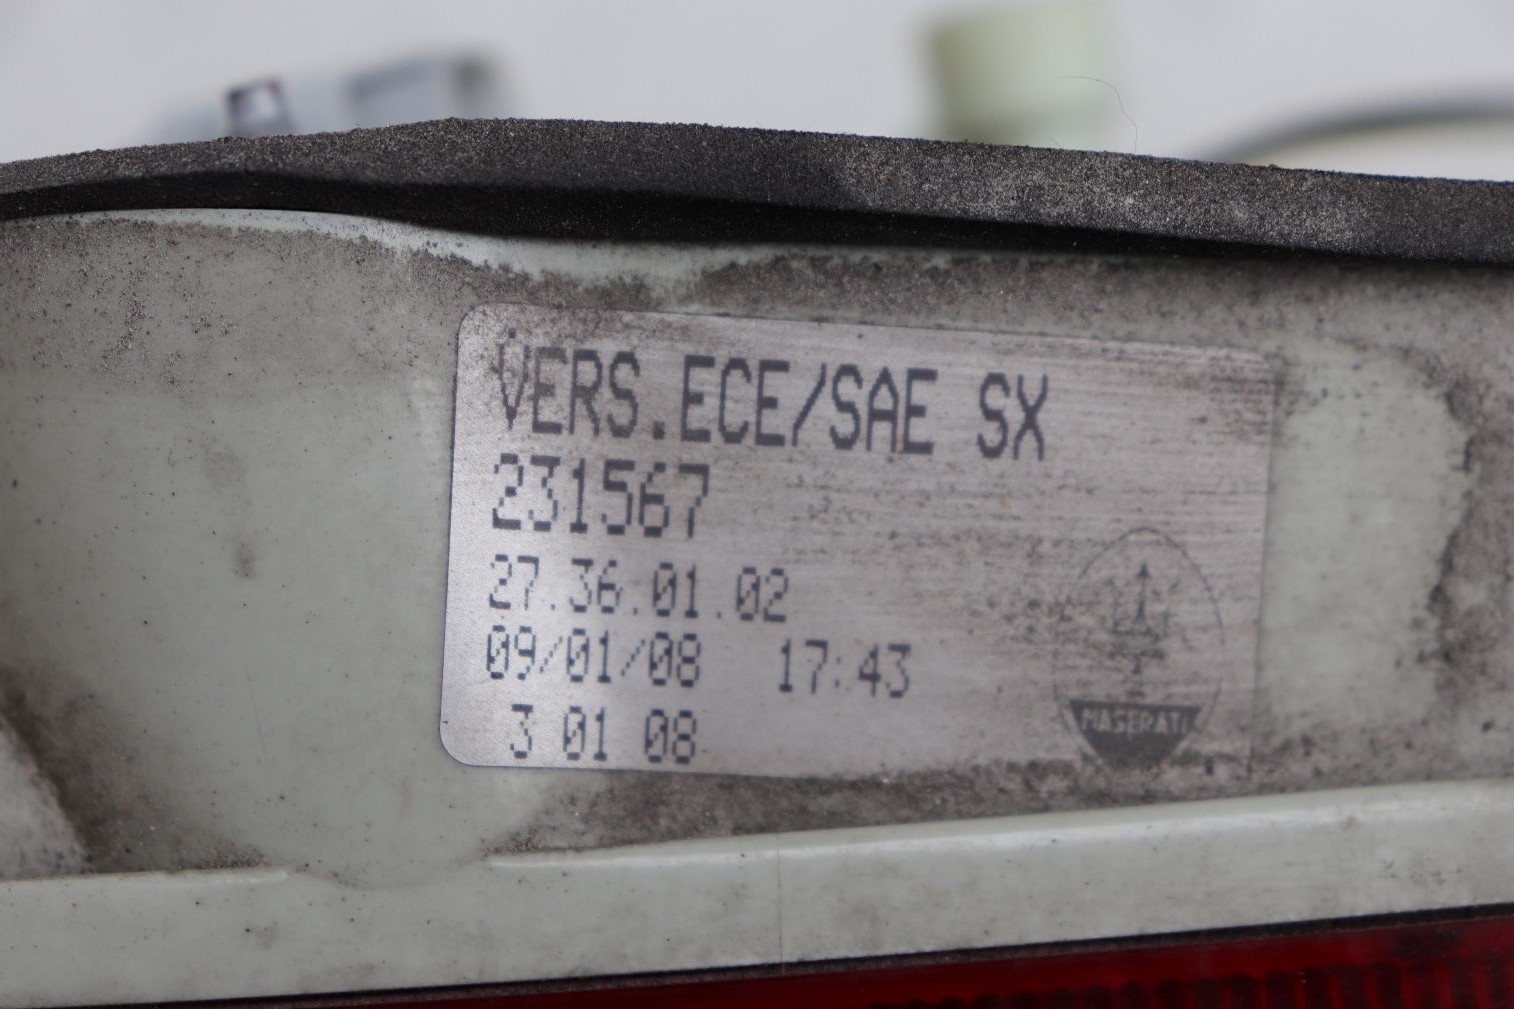 VERS.ECE/SAE SX
231567
27.36.01.02
09/01/08 17:43
3 01 08
MASERATI